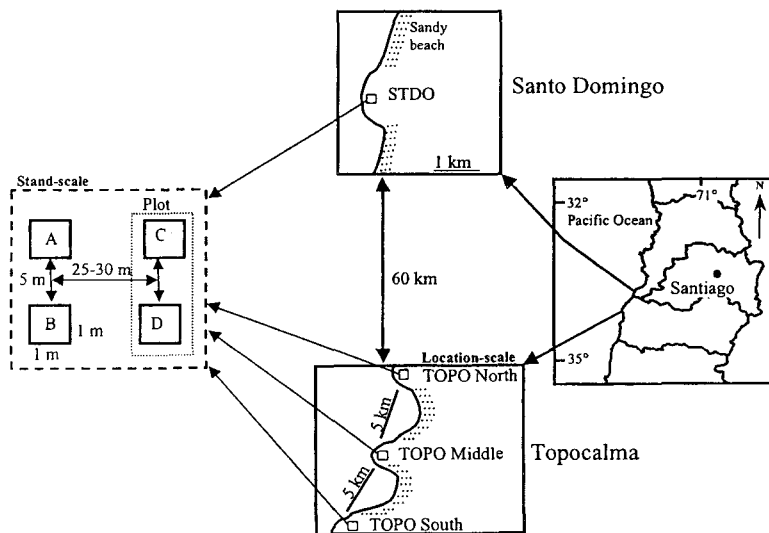 Sandy
beach
STDO
1 km
Santo Domingo
Stand-scale
Plot
A
C
5 m
25-30 m
B
1 m
D
1 m
60 km
N
71°
32°
Pacific Ocean
Santiago
35°
Location-scale
TOPO North
5 km
TOPO Middle
5 km
TOPO South
Topocalma